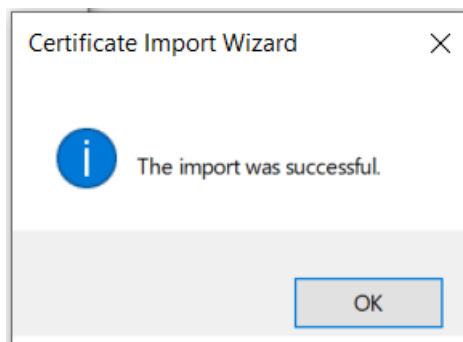 Certificate Import Wizard
The import was successful.
OK